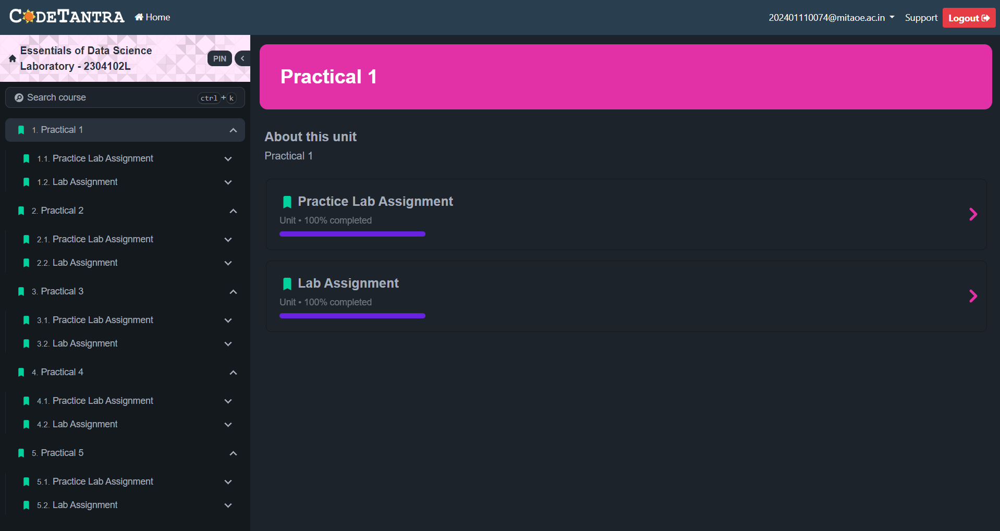 CODETANTRA
Home
202401110074@mitaoe.ac.in
Support
Logout
Essentials of Data Science
Laboratory - 2304102L
PIN
Search course
ctrl+k
1. Practical 1
1.1. Practice Lab Assignment
1.2. Lab Assignment
2. Practical 2
2.1. Practice Lab Assignment
2.2. Lab Assignment
3. Practical 3
3.1. Practice Lab Assignment
3.2. Lab Assignment
4. Practical 4
4.1. Practice Lab Assignment
4.2. Lab Assignment
5. Practical 5
5.1. Practice Lab Assignment
5.2. Lab Assignment
Practical 1
About this unit
Practical 1
Practice Lab Assignment
Unit • 100% completed
Lab Assignment
Unit • 100% completed